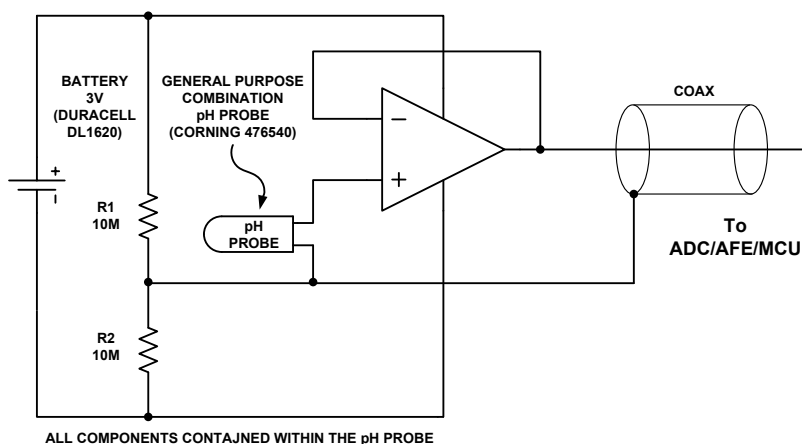 BATTERY
3V
(DURACELL
DL1620)
GENERAL PURPOSE
COMBINATION
pH PROBE
(CORNING 476540)
COAX
+
−
−
+
R1
10M
pH
PROBE
To
ADC/AFE/MCU
R2
10M
ALL COMPONENTS CONTAJNED WITHIN THE pH PROBE